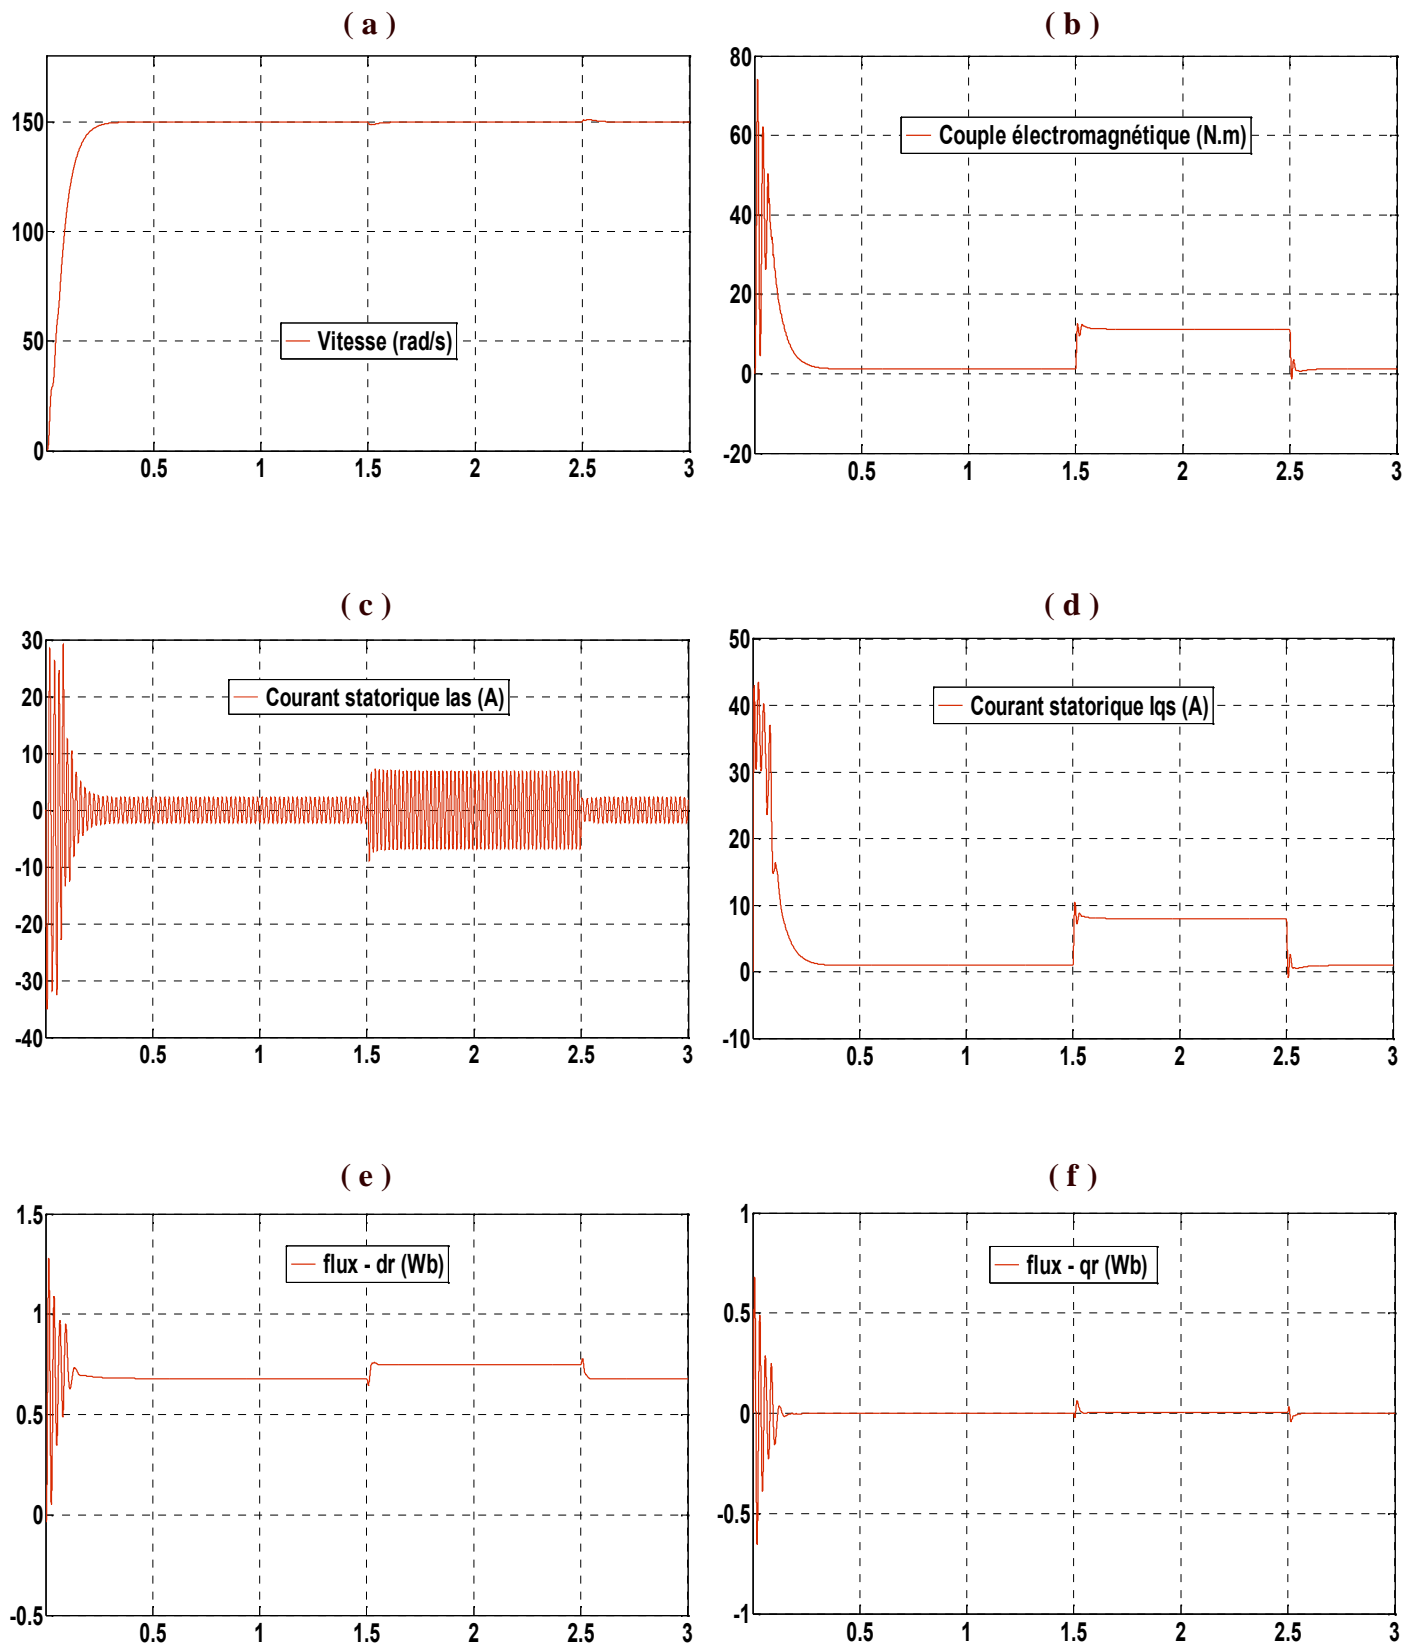 ( a )
( b )
150
100
50
0
Vitesse (rad/s)
0.5 1 1.5 2 2.5 3
80
60
40
20
0
-20
Couple électromagnétique (N.m)
0.5 1 1.5 2 2.5 3
( c )
( d )
30
20
10
0
-10
-20
-30
-40
Courant statorique Ias (A)
0.5 1 1.5 2 2.5 3
50
40
30
20
10
0
-10
Courant statorique Iqs (A)
0.5 1 1.5 2 2.5 3
( e )
( f )
1.5
1
0.5
0
-0.5
flux - dr (Wb)
0.5 1 1.5 2 2.5 3
1
0.5
0
-0.5
-1
flux - qr (Wb)
0.5 1 1.5 2 2.5 3